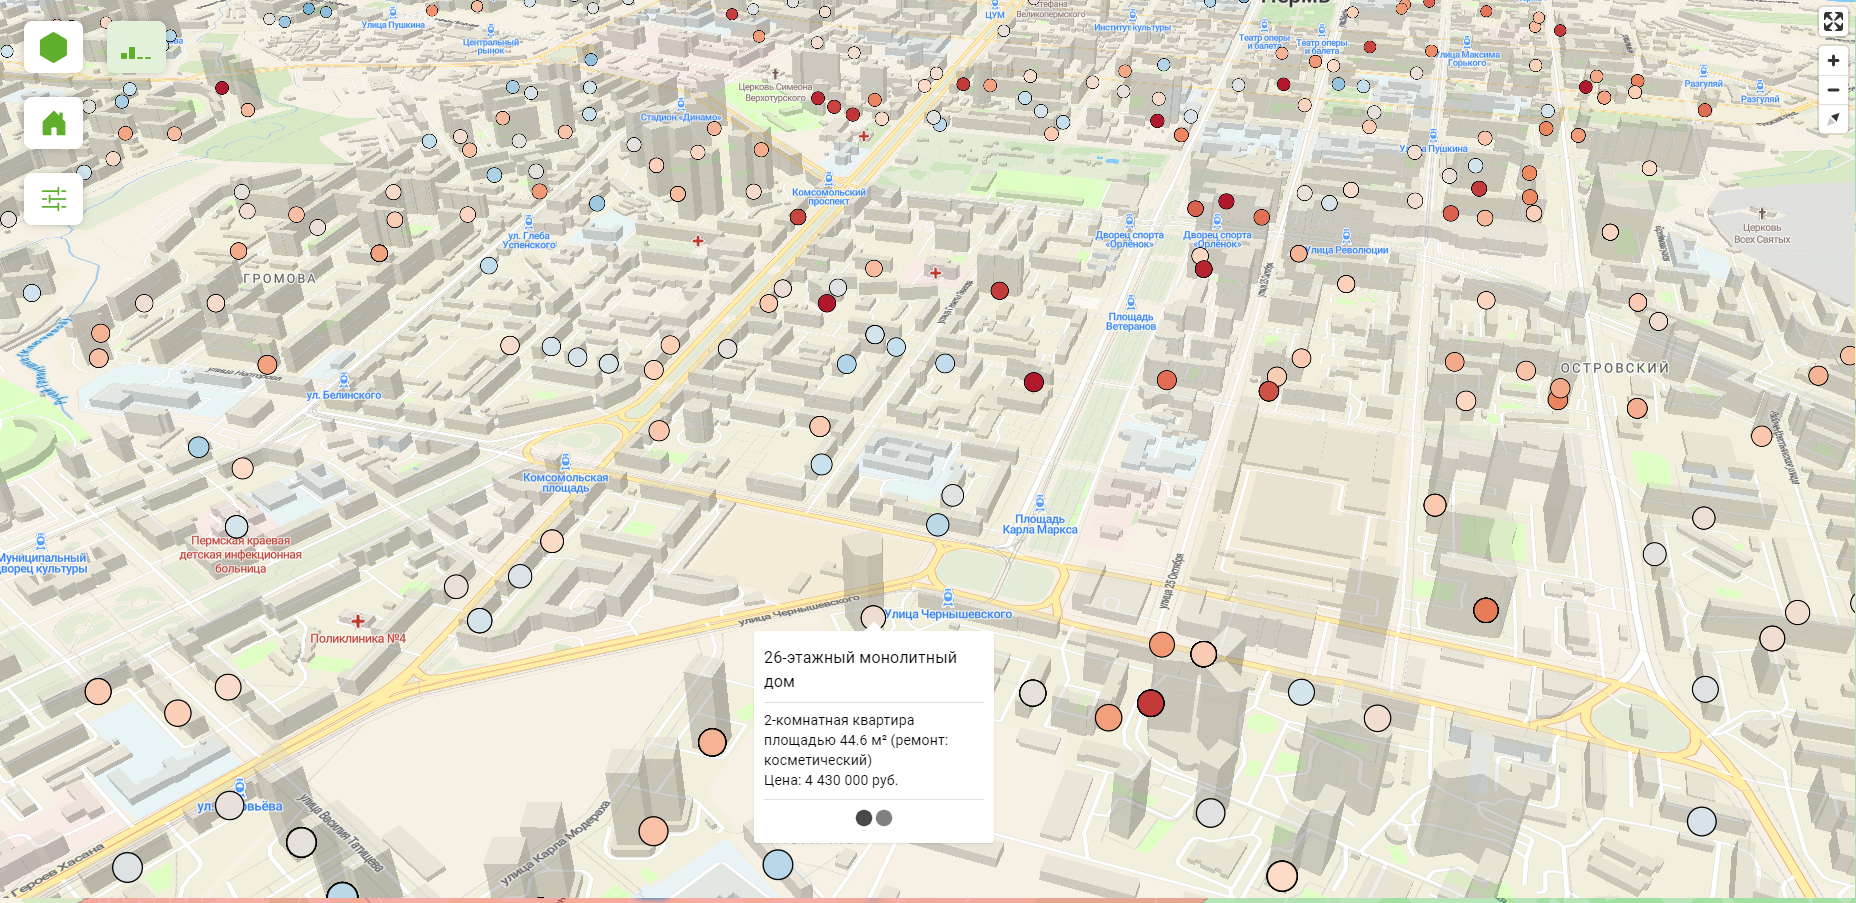 Улица Пушкина
Центральный
рынок
ЦУМ
Стефана
Великопермского
Институт культуры
Пермь
Театр оперы
и балета
Театр оперы
и балета
Улица Максима
Горького
Разгуляй
Разгуляй
Церковь Симеона
Верхотурского
Стадион «Динамо»
Улица Пушкина
Комсомольский
проспект
ул. Глеба
Успенского
Дворец спорта
«Орлёнок»
Дворец спорта
«Орлёнок»
Улица Революции
Церковь
Всех Святых
ГРОМОВА
Площадь
Ветеранов
ОСТРОВСКИЙ
ул. Белинского
Комсомольская
площадь
Площадь
Карла Маркса
Муниципальный
дворец культуры
Пермская краевая
детская инфекционная
больница
улица 25 Октября
улица Чернышевского
Улица Чернышевского
Поликлиника №4
26-этажный монолитный
дом
2-комнатная квартира
площадью 44.6 м² (ремонт:
косметический)
Цена: 4 430 000 руб.
улица Василия Татищева
улица Карла Модераха
Героев Хасана